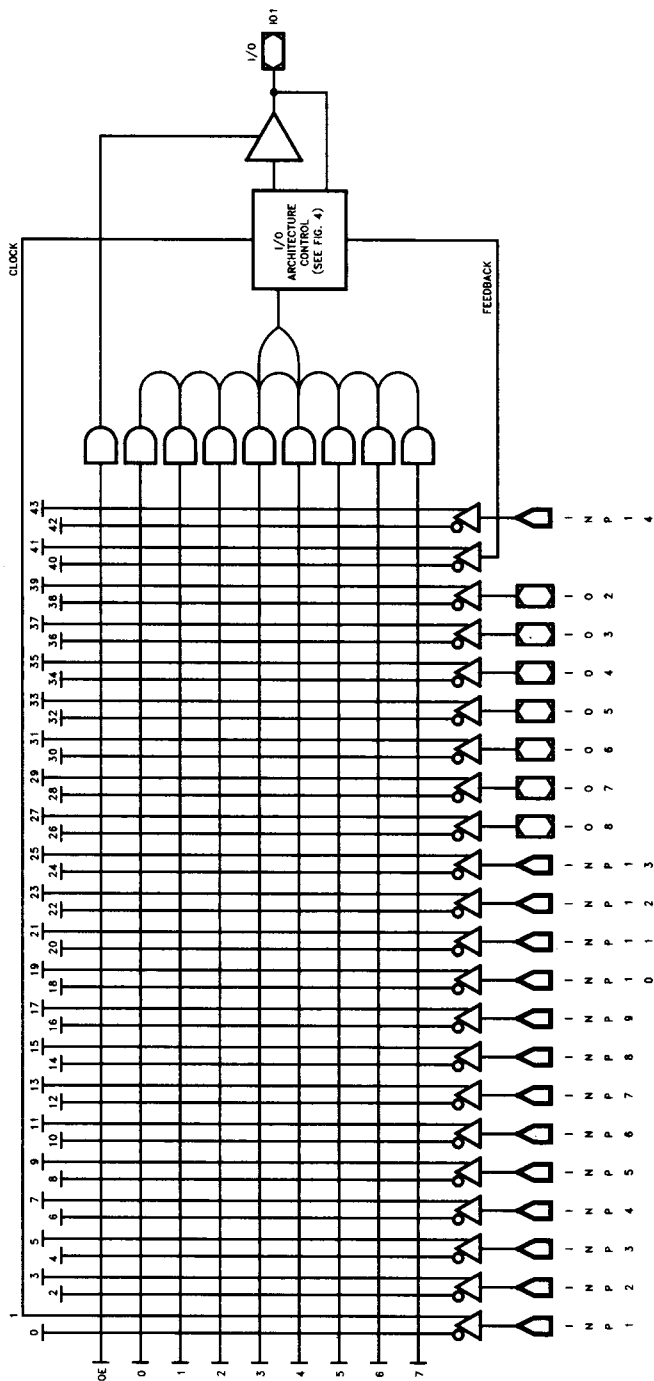 CLOCK
I/O
IO1
I/O
ARCHITECTURE
CONTROL
(SEE FIG. 4)
FEEDBACK
0 1 2 3 4 5 6 7 8 9 10 11 12 13 14 15 16 17 18 19 20 21 22 23 24 25 26 27 28 29 30 31 32 33 34 35 36 37 38 39 40 41 42 43
OE
0
1
2
3
4
5
6
7
INP1
INP2
INP3
INP4
INP5
INP6
INP7
INP8
INP9
INP10
INP11
INP12
INP13
IO8
IO7
IO6
IO5
IO4
IO3
IO2
INP14